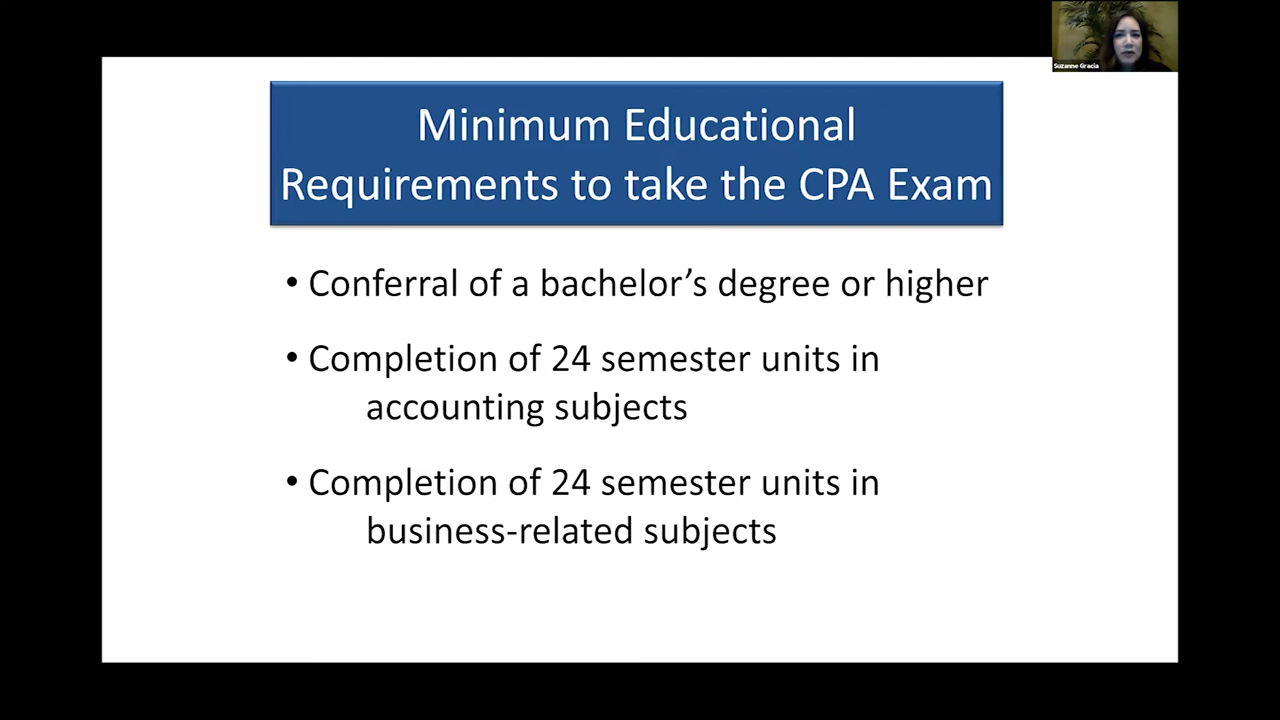 Suzanne Gracia
Minimum Educational
Requirements to take the CPA Exam
• Conferral of a bachelor’s degree or higher
• Completion of 24 semester units in
accounting subjects
• Completion of 24 semester units in
business-related subjects